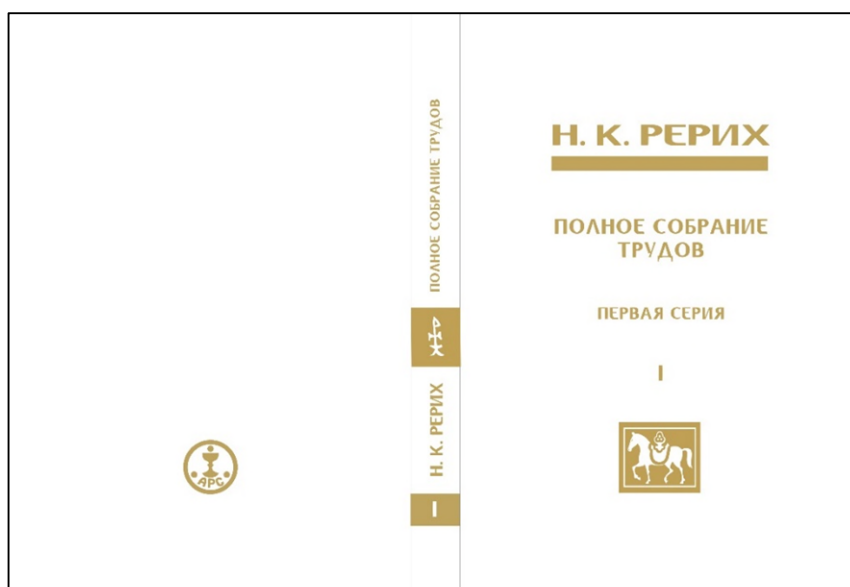 Н. К. РЕРИХ
ПОЛНОЕ СОБРАНИЕ
ТРУДОВ
ПЕРВАЯ СЕРИЯ
I
ПОЛНОЕ СОБРАНИЕ ТРУДОВ
Н. К. РЕРИХ
I
АРС